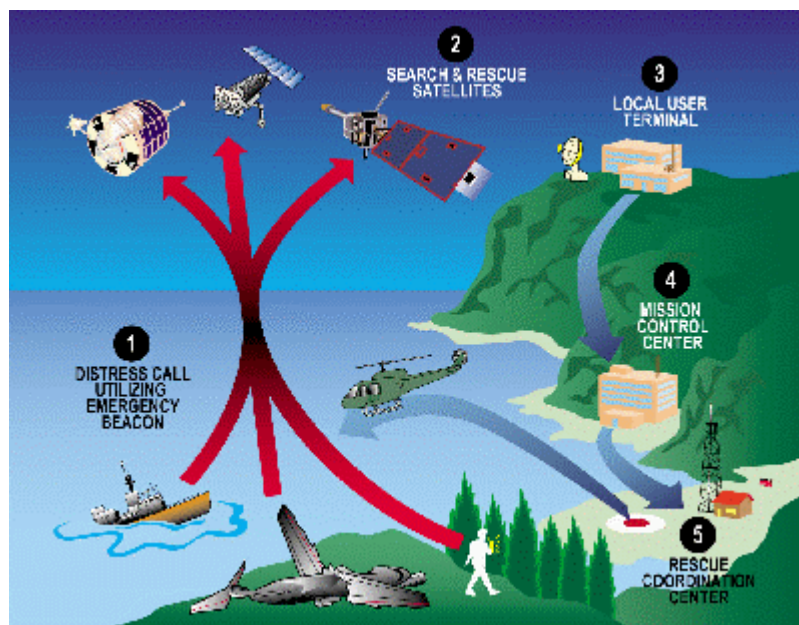 1
DISTRESS CALL
UTILIZING
EMERGENCY
BEACON
2
SEARCH & RESCUE
SATELLITES
3
LOCAL USER
TERMINAL
4
MISSION
CONTROL
CENTER
5
RESCUE
COORDINATION
CENTER